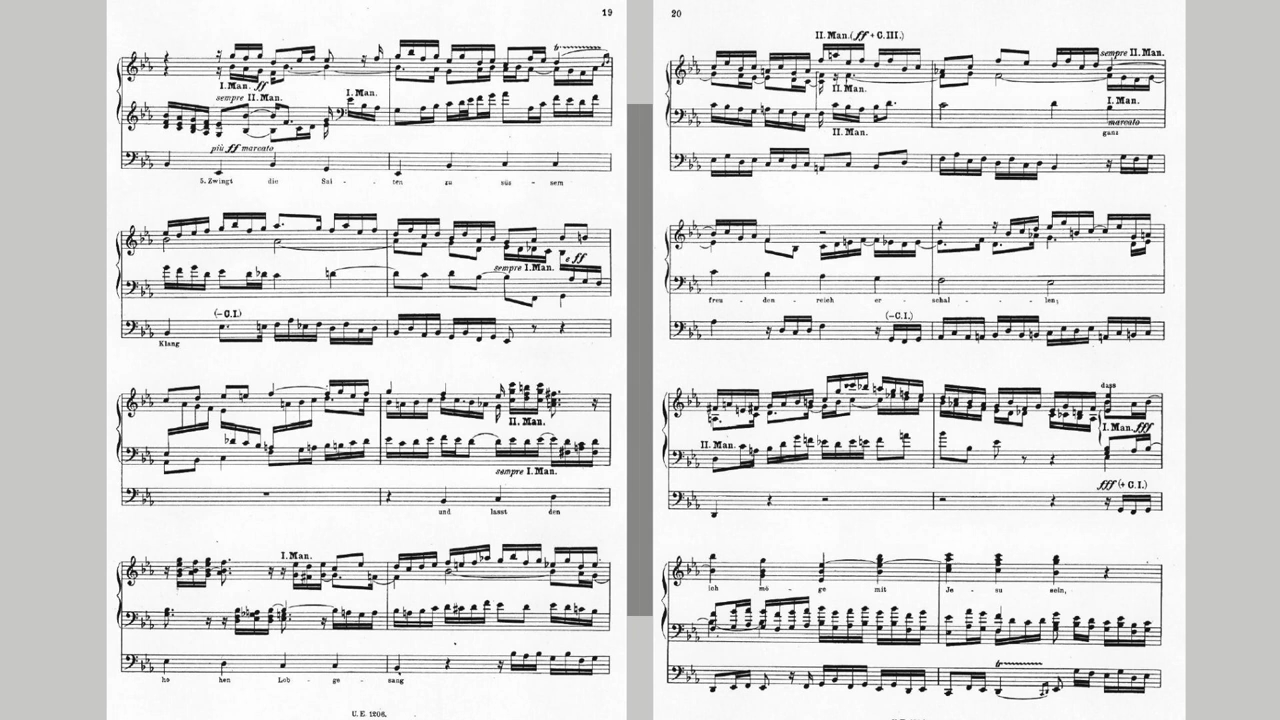 19
I. Man. ff
sempre II. Man.
I. Man.
più ff marcato
5. Zwingt die Sai - ten zu süs - sem
sempre I. Man.
e ff
(-C.I.)
Klang
II. Man.
sempre I. Man.
und lasst den
I. Man.
ho hen Lob - ge - sang
U. E. 1206.
20
II. Man. (ff + C. III.)
sempre II. Man.
II. Man.
I. Man.
marcato
II. Man.
ganz
freu - den - reich er - schal - len;
(-C.I.)
dass
I. Man. fff
II. Man.
fff (+ C.I.)
ich mö - ge mit Je - su sein,